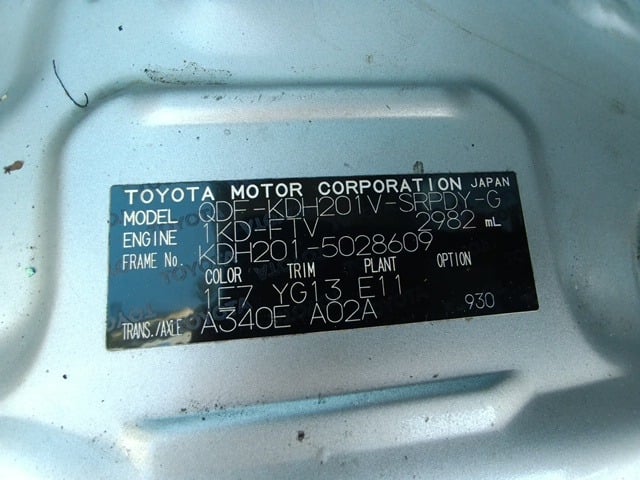 TOYOTA MOTOR CORPORATION JAPAN
MODEL QDF-KDH201V-SRPDY-G
ENGINE 1KD-FTV 2982 mL
FRAME No. KDH201-5028609
COLOR TRIM PLANT OPTION
1E7 YG13 E11
TRANS./AXLE A340E A02A 930